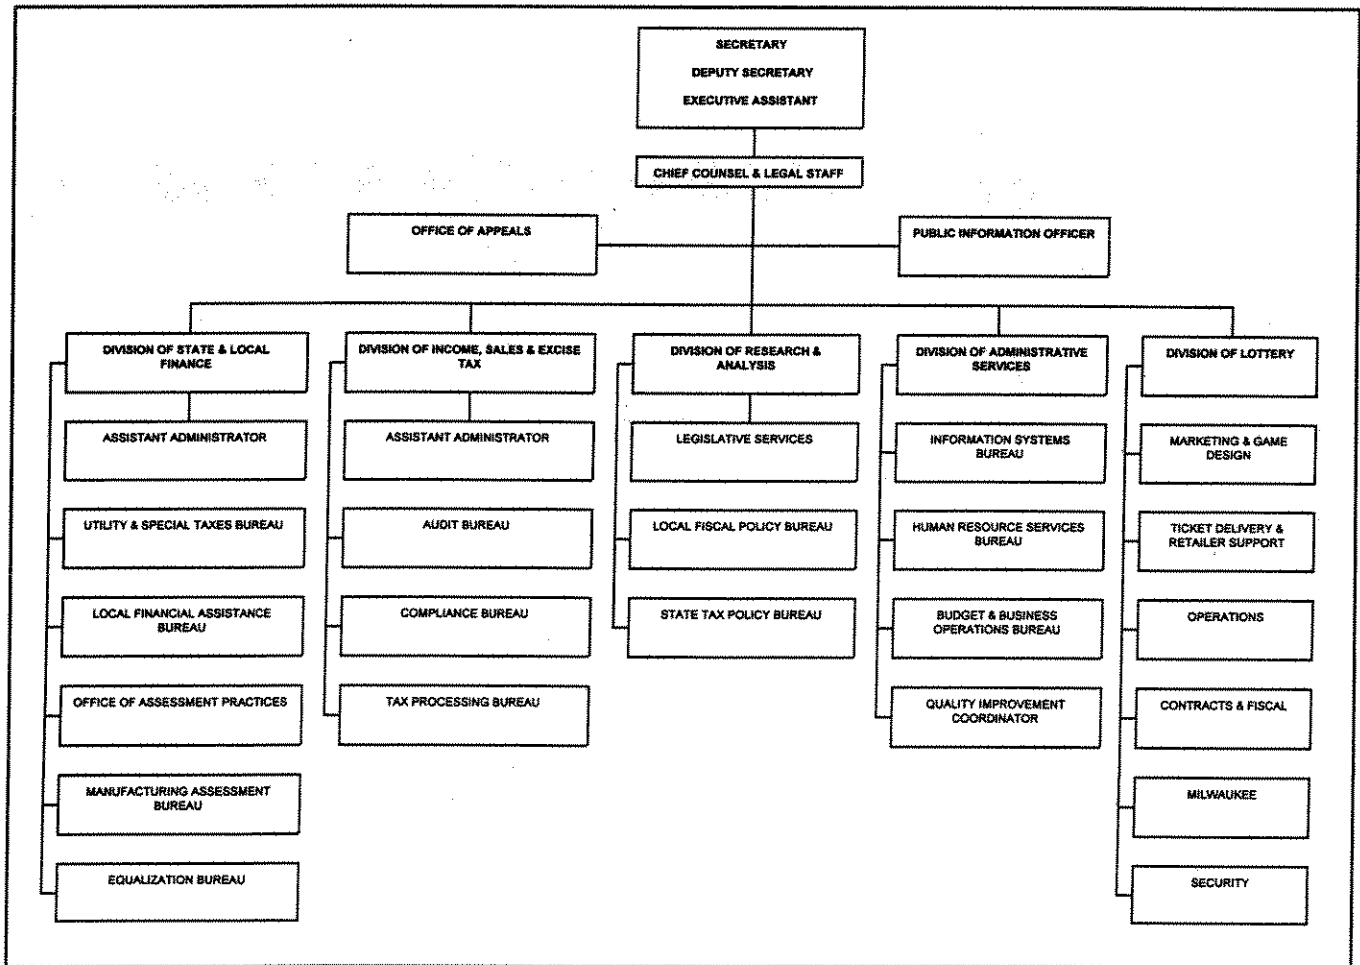 SECRETARY
DEPUTY SECRETARY
EXECUTIVE ASSISTANT
CHIEF COUNSEL & LEGAL STAFF
OFFICE OF APPEALS
PUBLIC INFORMATION OFFICER
DIVISION OF STATE & LOCAL
FINANCE
DIVISION OF INCOME, SALES & EXCISE
TAX
DIVISION OF RESEARCH &
ANALYSIS
DIVISION OF ADMINISTRATIVE
SERVICES
DIVISION OF LOTTERY
ASSISTANT ADMINISTRATOR
ASSISTANT ADMINISTRATOR
LEGISLATIVE SERVICES
INFORMATION SYSTEMS
BUREAU
MARKETING & GAME
DESIGN
UTILITY & SPECIAL TAXES BUREAU
AUDIT BUREAU
LOCAL FISCAL POLICY BUREAU
HUMAN RESOURCE SERVICES
BUREAU
TICKET DELIVERY &
RETAILER SUPPORT
LOCAL FINANCIAL ASSISTANCE
BUREAU
COMPLIANCE BUREAU
STATE TAX POLICY BUREAU
BUDGET & BUSINESS
OPERATIONS BUREAU
OPERATIONS
OFFICE OF ASSESSMENT PRACTICES
TAX PROCESSING BUREAU
QUALITY IMPROVEMENT
COORDINATOR
CONTRACTS & FISCAL
MANUFACTURING ASSESSMENT
BUREAU
MILWAUKEE
EQUALIZATION BUREAU
SECURITY